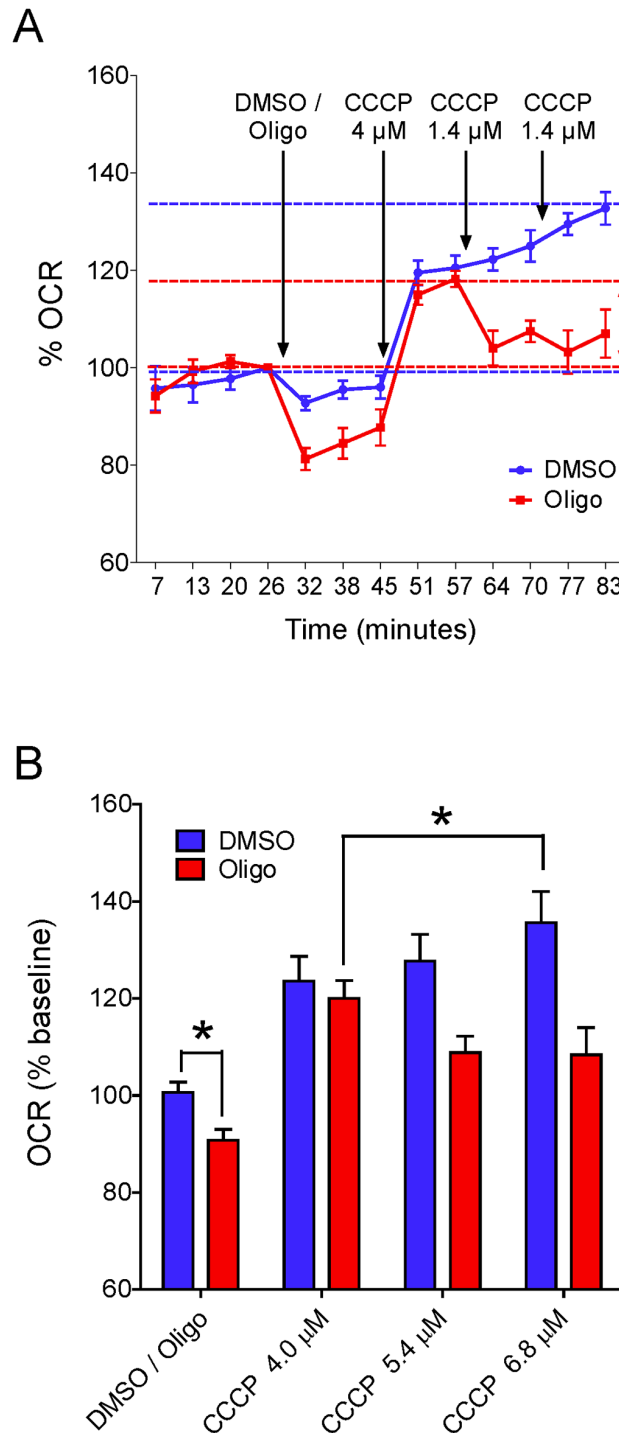 A
160
140
120
100
80
60
% OCR
DMSO /
Oligo
CCCP
4 µM
CCCP
1.4 µM
CCCP
1.4 µM
DMSO
Oligo
7 13 20 26 32 38 45 51 57 64 70 77 83
Time (minutes)
B
160
140
120
100
80
60
OCR (% baseline)
DMSO
Oligo
*
*
DMSO / Oligo
CCCP 4.0 µM
CCCP 5.4 µM
CCCP 6.8 µM